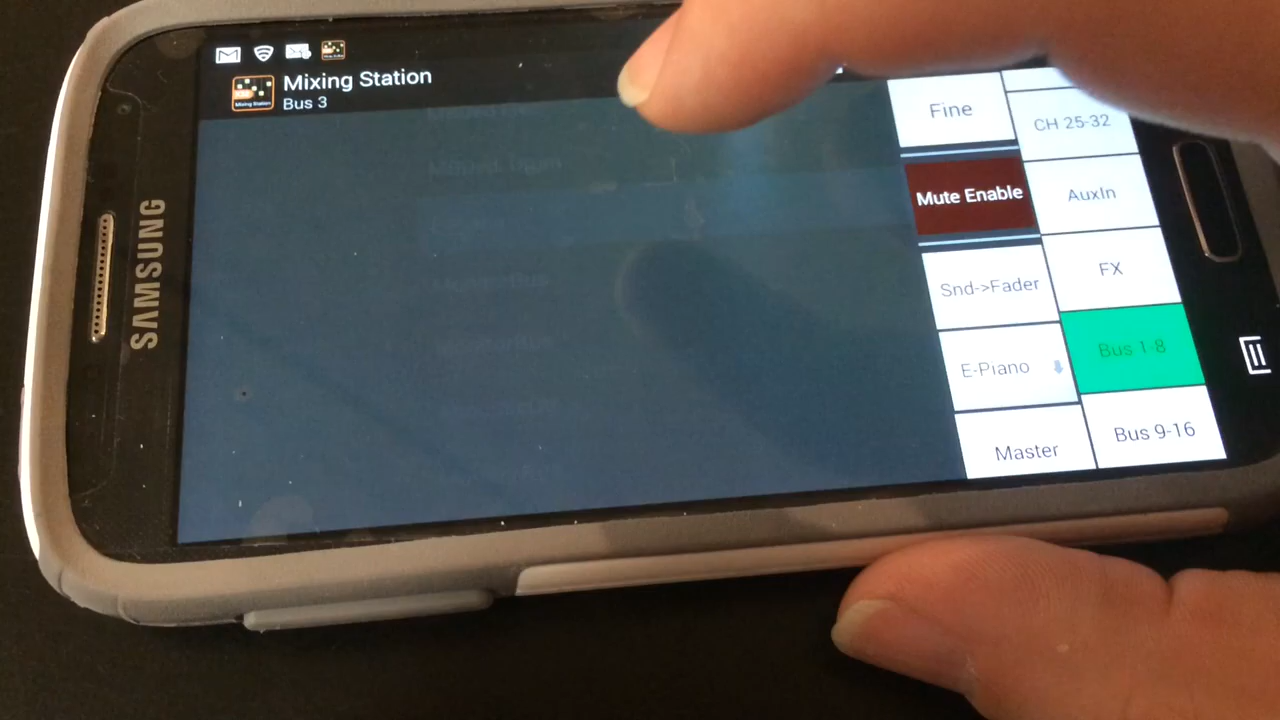 Mixing Station
Bus 3
SAMSUNG
Fine
CH 25-32
Mute Enable
AuxIn
Snd->Fader
FX
E-Piano
Bus 1-8
Master
Bus 9-16